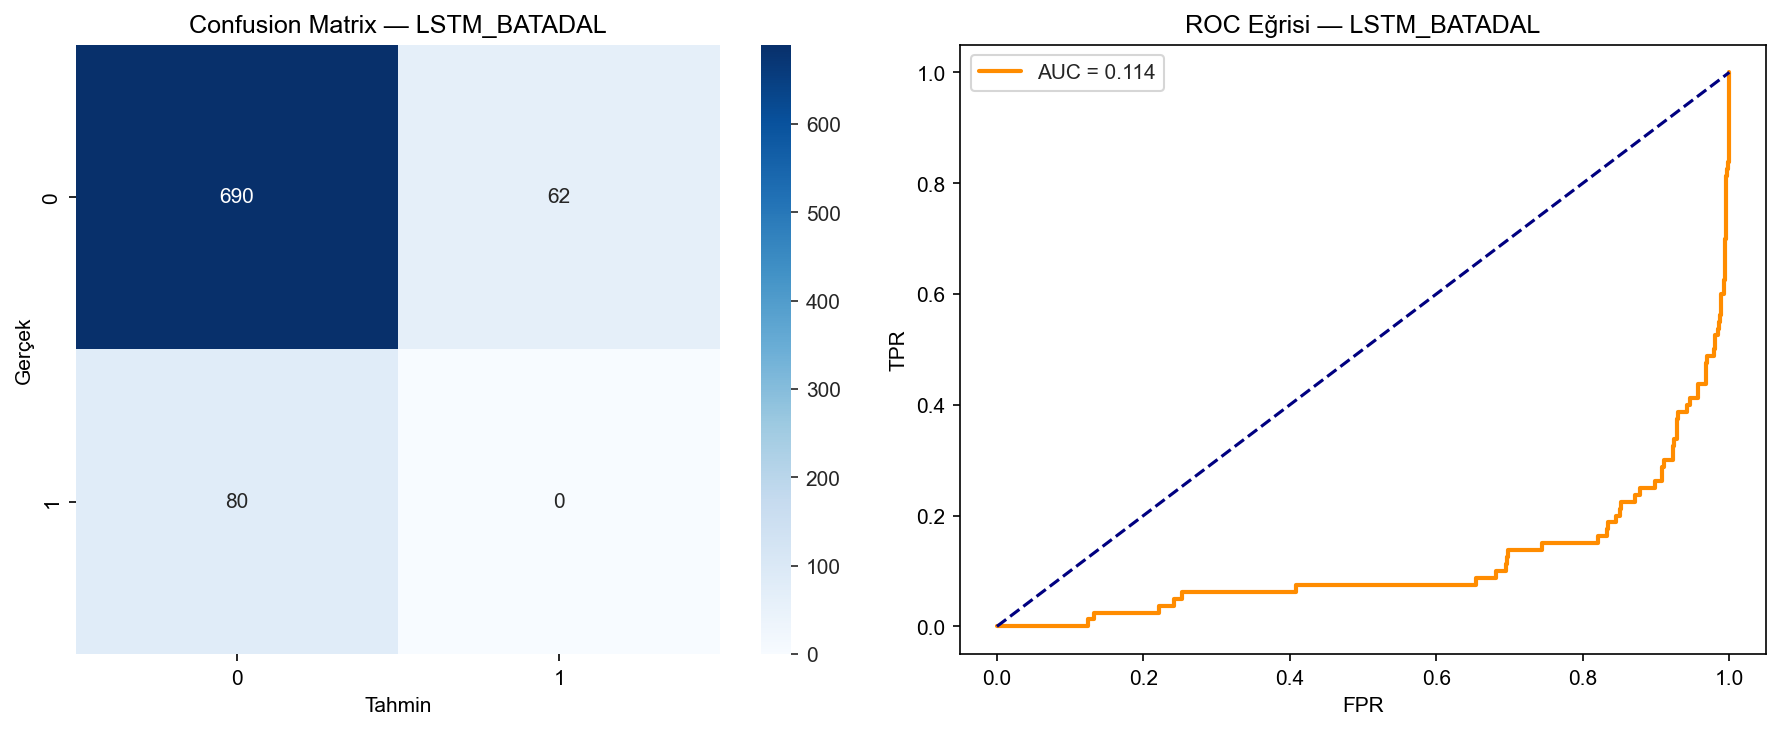 Confusion Matrix — LSTM_BATADAL
690
62
80
0
0
1
0
1
Gerçek
Tahmin
600
500
400
300
200
100
0
ROC Eğrisi — LSTM_BATADAL
AUC = 0.114
1.0
0.8
0.6
0.4
0.2
0.0
TPR
0.0 0.2 0.4 0.6 0.8 1.0
FPR